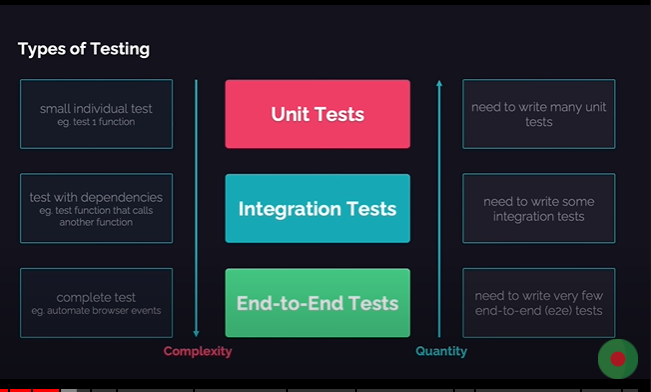 Types of Testing
small individual test
eg. test 1 function
Unit Tests
need to write many unit
tests
test with dependencies
eg. test function that calls
another function
Integration Tests
need to write some
integration tests
complete test
eg. automate browser events
End-to-End Tests
need to write very few
end-to-end (e2e) tests
Complexity
Quantity